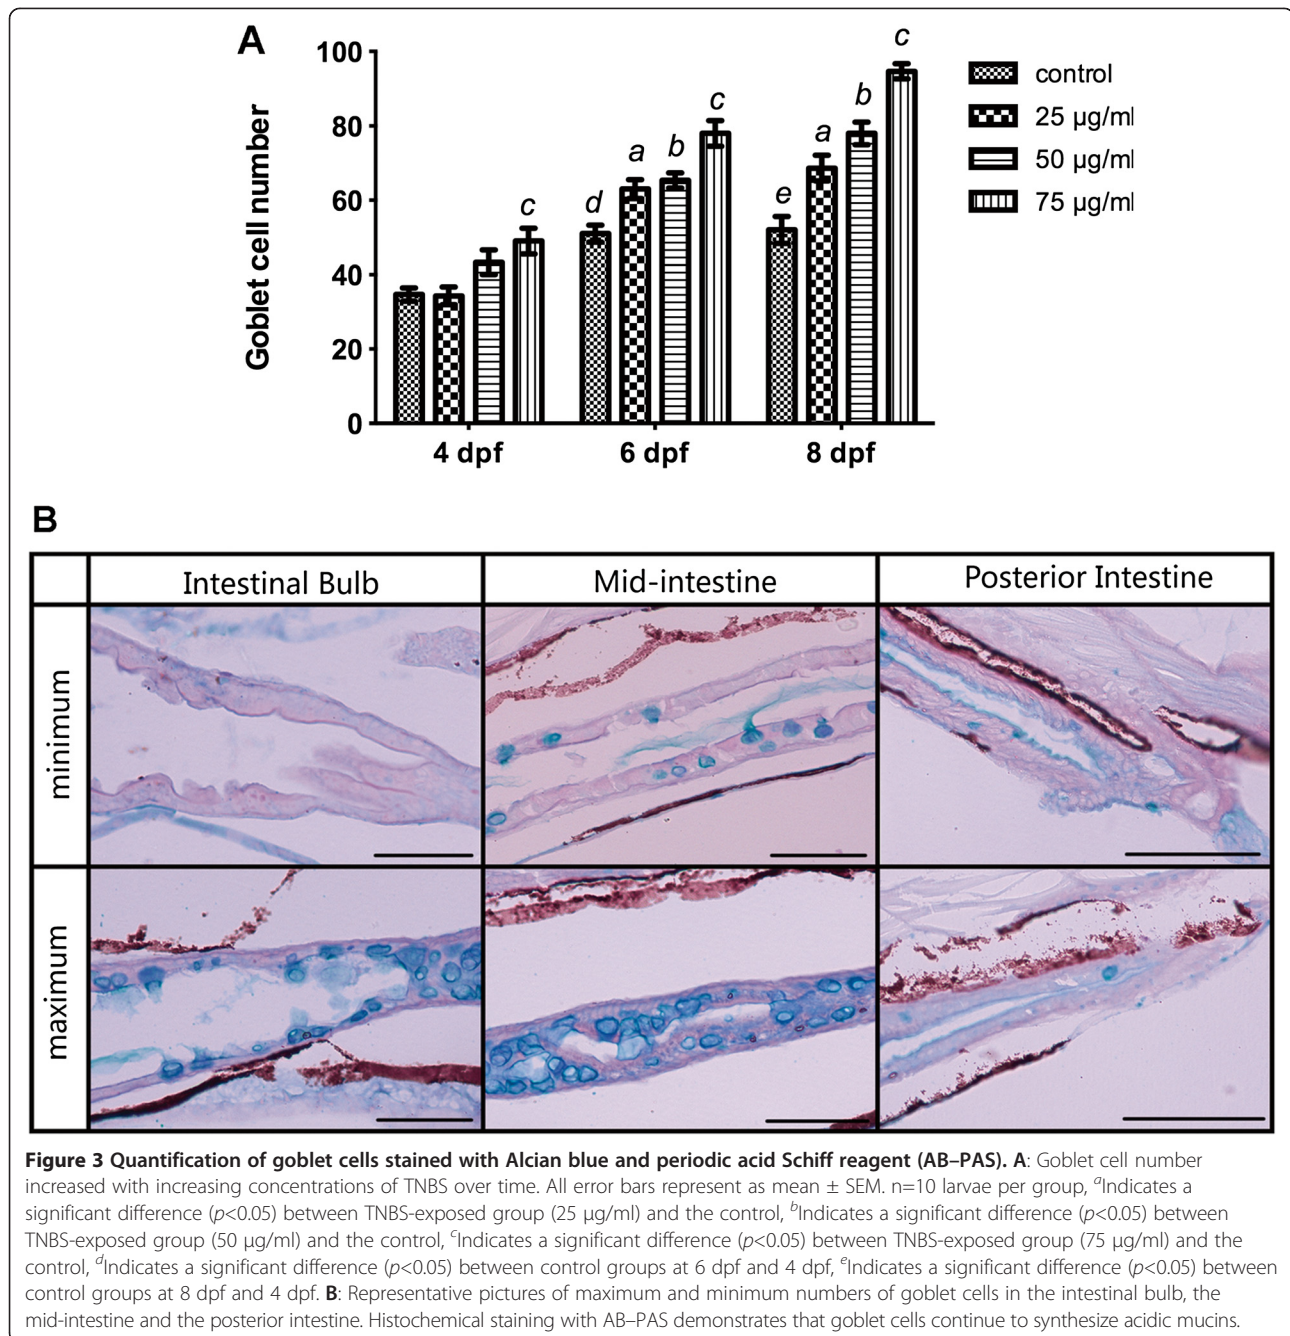 A
Goblet cell number
100
80
60
40
20
0
c
d
a
b
c
e
a
b
c
4 dpf
6 dpf
8 dpf
control
25 µg/ml
50 µg/ml
75 µg/ml
B
Intestinal Bulb
Mid-intestine
Posterior Intestine
minimum
maximum
Figure 3 Quantification of goblet cells stained with Alcian blue and periodic acid Schiff reagent (AB–PAS). A: Goblet cell number
increased with increasing concentrations of TNBS over time. All error bars represent as mean ± SEM. n=10 larvae per group, aIndicates a
significant difference (p<0.05) between TNBS-exposed group (25 µg/ml) and the control, bIndicates a significant difference (p<0.05) between
TNBS-exposed group (50 µg/ml) and the control, cIndicates a significant difference (p<0.05) between TNBS-exposed group (75 µg/ml) and the
control, dIndicates a significant difference (p<0.05) between control groups at 6 dpf and 4 dpf, eIndicates a significant difference (p<0.05) between
control groups at 8 dpf and 4 dpf. B: Representative pictures of maximum and minimum numbers of goblet cells in the intestinal bulb, the
mid-intestine and the posterior intestine. Histochemical staining with AB–PAS demonstrates that goblet cells continue to synthesize acidic mucins.